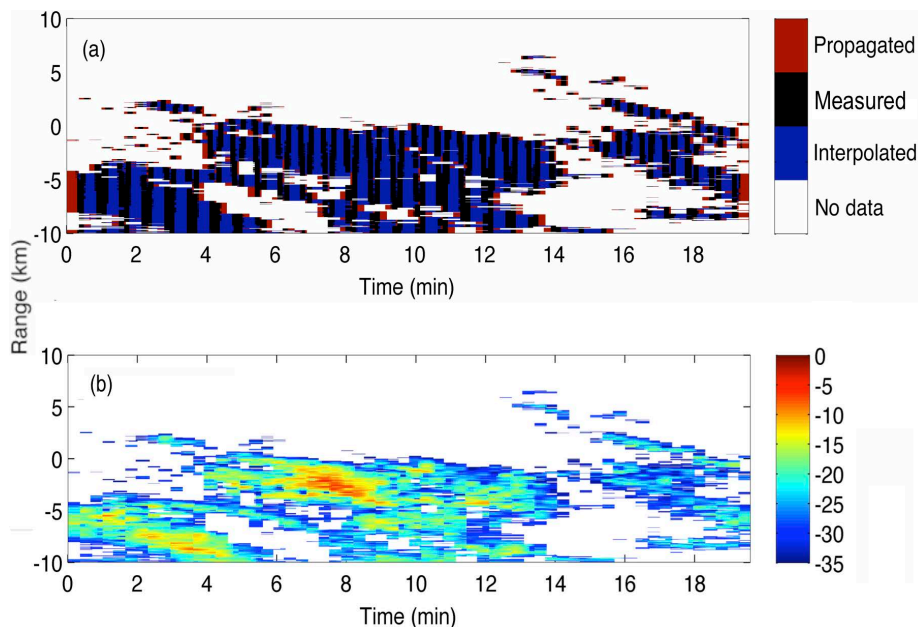 (a)
10
5
0
-5
-10
0 2 4 6 8 10 12 14 16 18
Time (min)
Propagated
Measured
Interpolated
No data
Range (km)
(b)
10
5
0
-5
-10
0 2 4 6 8 10 12 14 16 18
Time (min)
0
-5
-10
-15
-20
-25
-30
-35